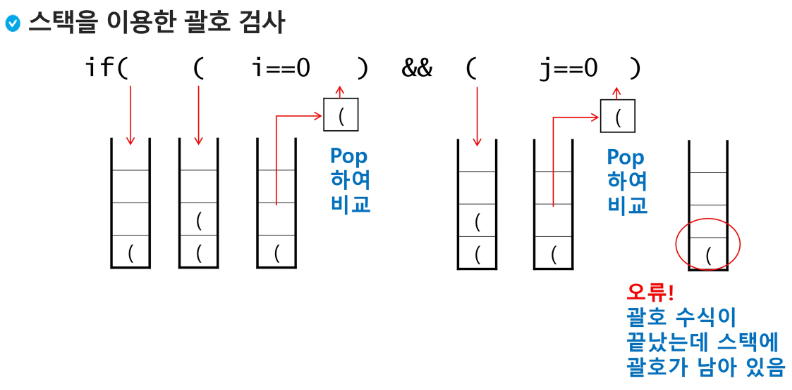 스택을 이용한 괄호 검사
if( ( i==0 ) && ( j==0 )
( (
Pop Pop
하여 하여
비교 비교
( (
( ( ( ( ( (
오류!
괄호 수식이
끝났는데 스택에
괄호가 남아 있음